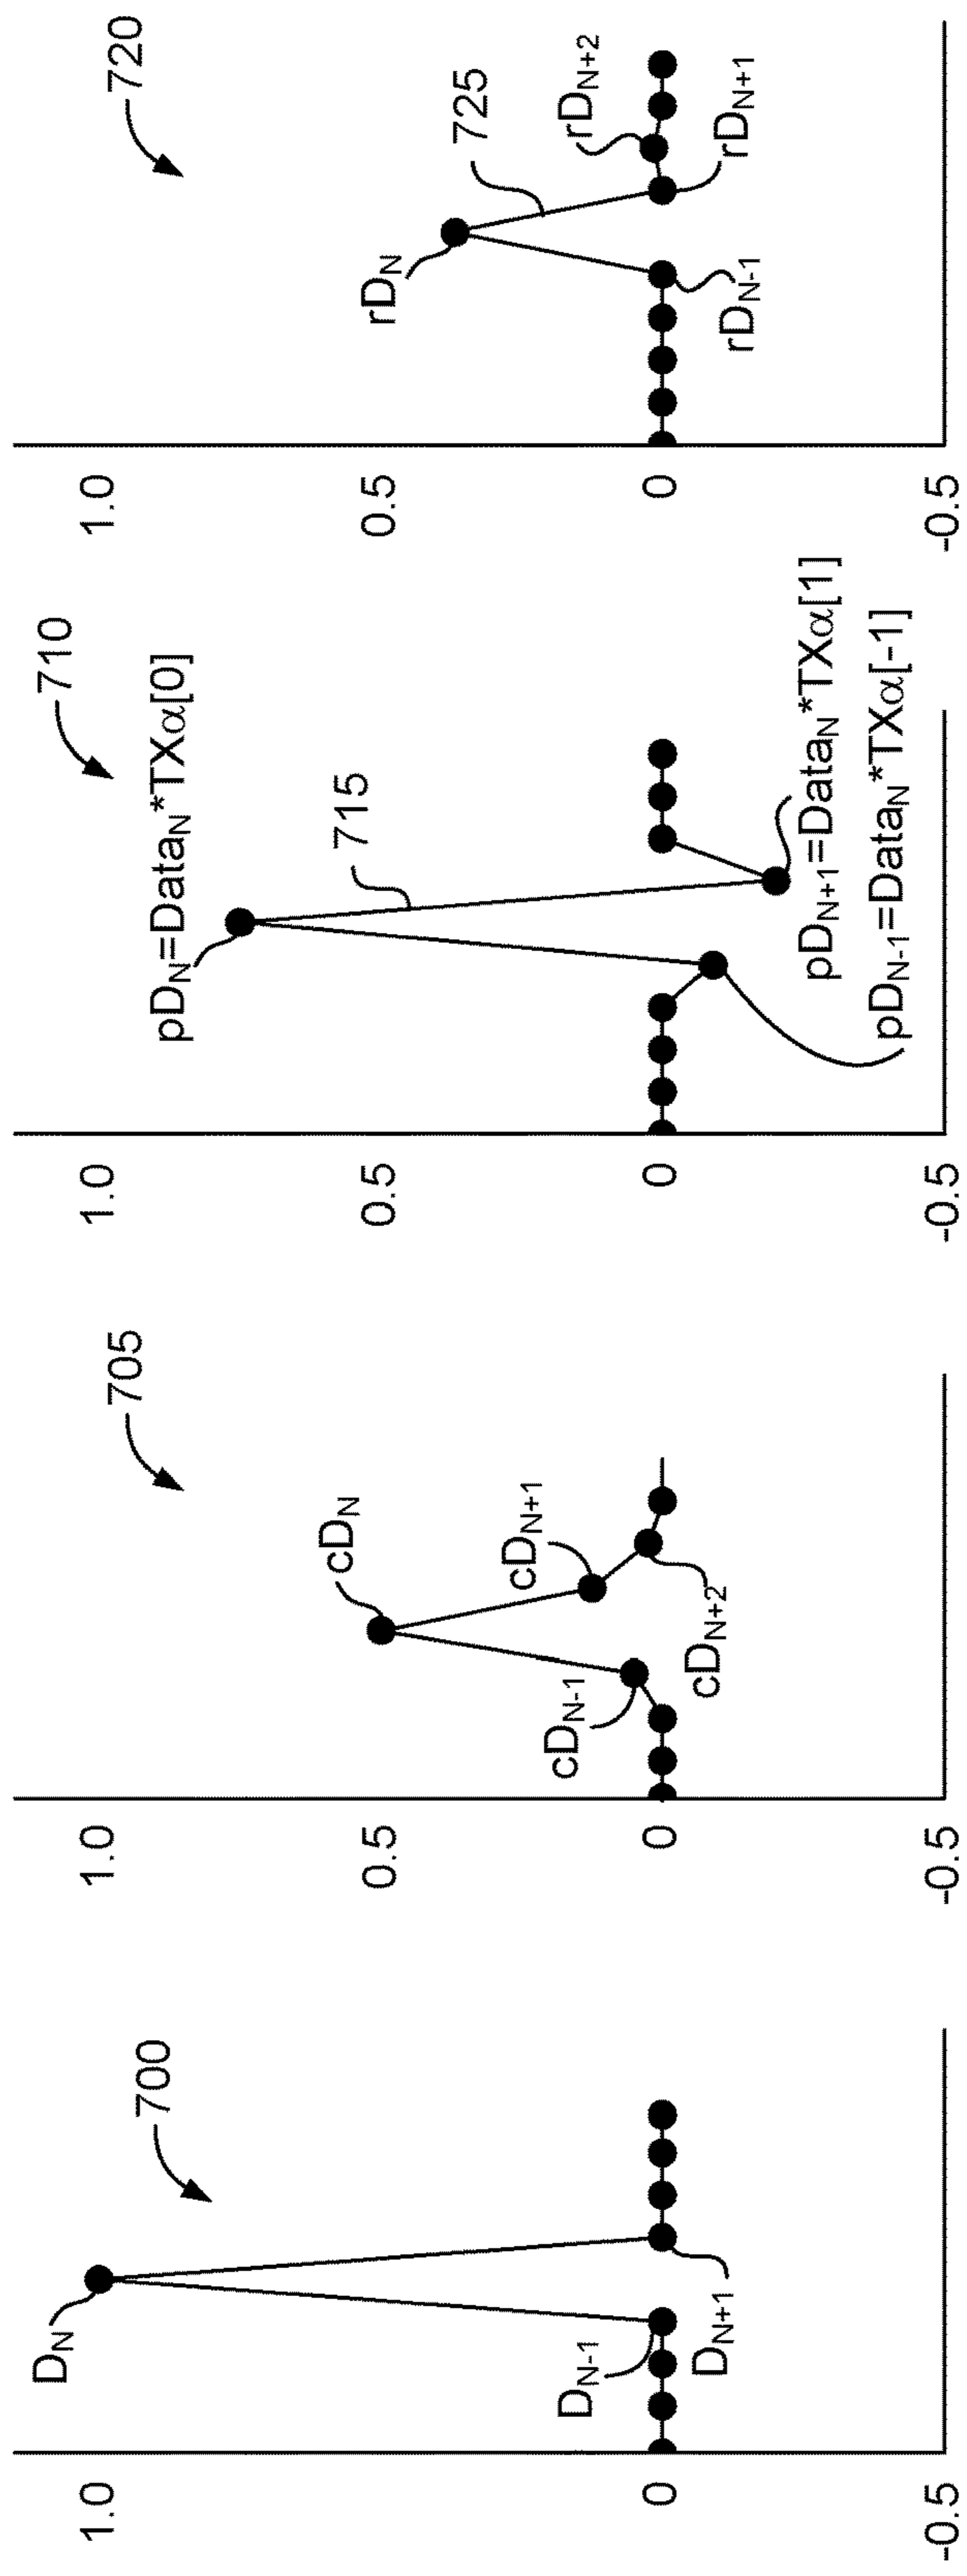 700
1.0
0
-0.5
D_N
D_N-1
D_N+1
705
1.0
0.5
0
-0.5
cD_N
cD_N-1
cD_N+1
cD_N+2
710
1.0
0.5
0
-0.5
pD_N=Data_N*TXα[0]
715
pD_N+1=Data_N*TXα[1]
pD_N-1=Data_N*TXα[-1]
720
1.0
0.5
0
-0.5
rD_N
725
rD_N+2
rD_N-1
rD_N+1